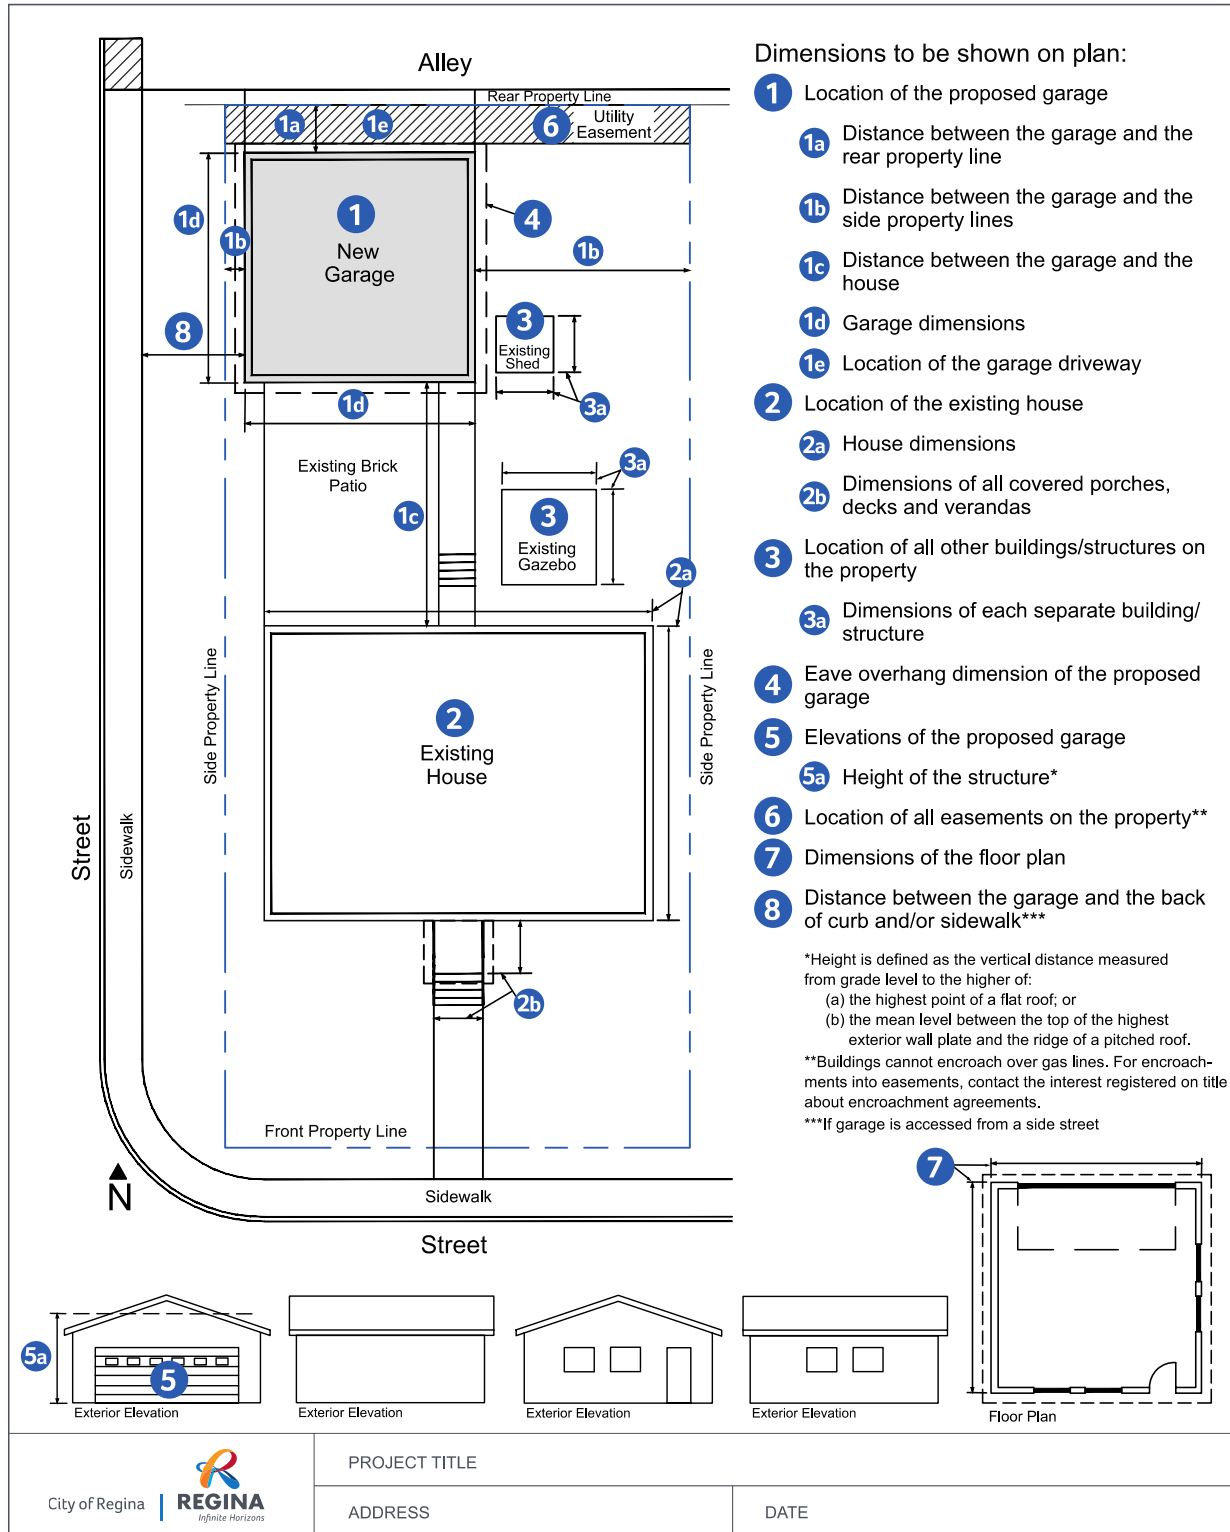 Alley
Rear Property Line
1a
1e
6
Utility
Easement
1d
1b
1
New
Garage
4
1b
8
3
Existing
Shed
1d
3a
Existing Brick
Patio
1c
3a
3
Existing
Gazebo
2a
Side Property Line
2
Existing
House
Side Property Line
Street
Sidewalk
2b
Front Property Line
N
Sidewalk
Street
Dimensions to be shown on plan:
1 Location of the proposed garage
1a Distance between the garage and the
rear property line
1b Distance between the garage and the
side property lines
1c Distance between the garage and the
house
1d Garage dimensions
1e Location of the garage driveway
2 Location of the existing house
2a House dimensions
2b Dimensions of all covered porches,
decks and verandas
3 Location of all other buildings/structures on
the property
3a Dimensions of each separate building/
structure
4 Eave overhang dimension of the proposed
garage
5 Elevations of the proposed garage
5a Height of the structure*
6 Location of all easements on the property**
7 Dimensions of the floor plan
8 Distance between the garage and the back
of curb and/or sidewalk***
*Height is defined as the vertical distance measured
from grade level to the higher of:
(a) the highest point of a flat roof; or
(b) the mean level between the top of the highest
exterior wall plate and the ridge of a pitched roof.
**Buildings cannot encroach over gas lines. For encroach-
ments into easements, contact the interest registered on title
about encroachment agreements.
***If garage is accessed from a side street
7
Floor Plan
5a
5
Exterior Elevation
Exterior Elevation
Exterior Elevation
Exterior Elevation
City of Regina
REGINA
Infinite Horizons
PROJECT TITLE
ADDRESS
DATE